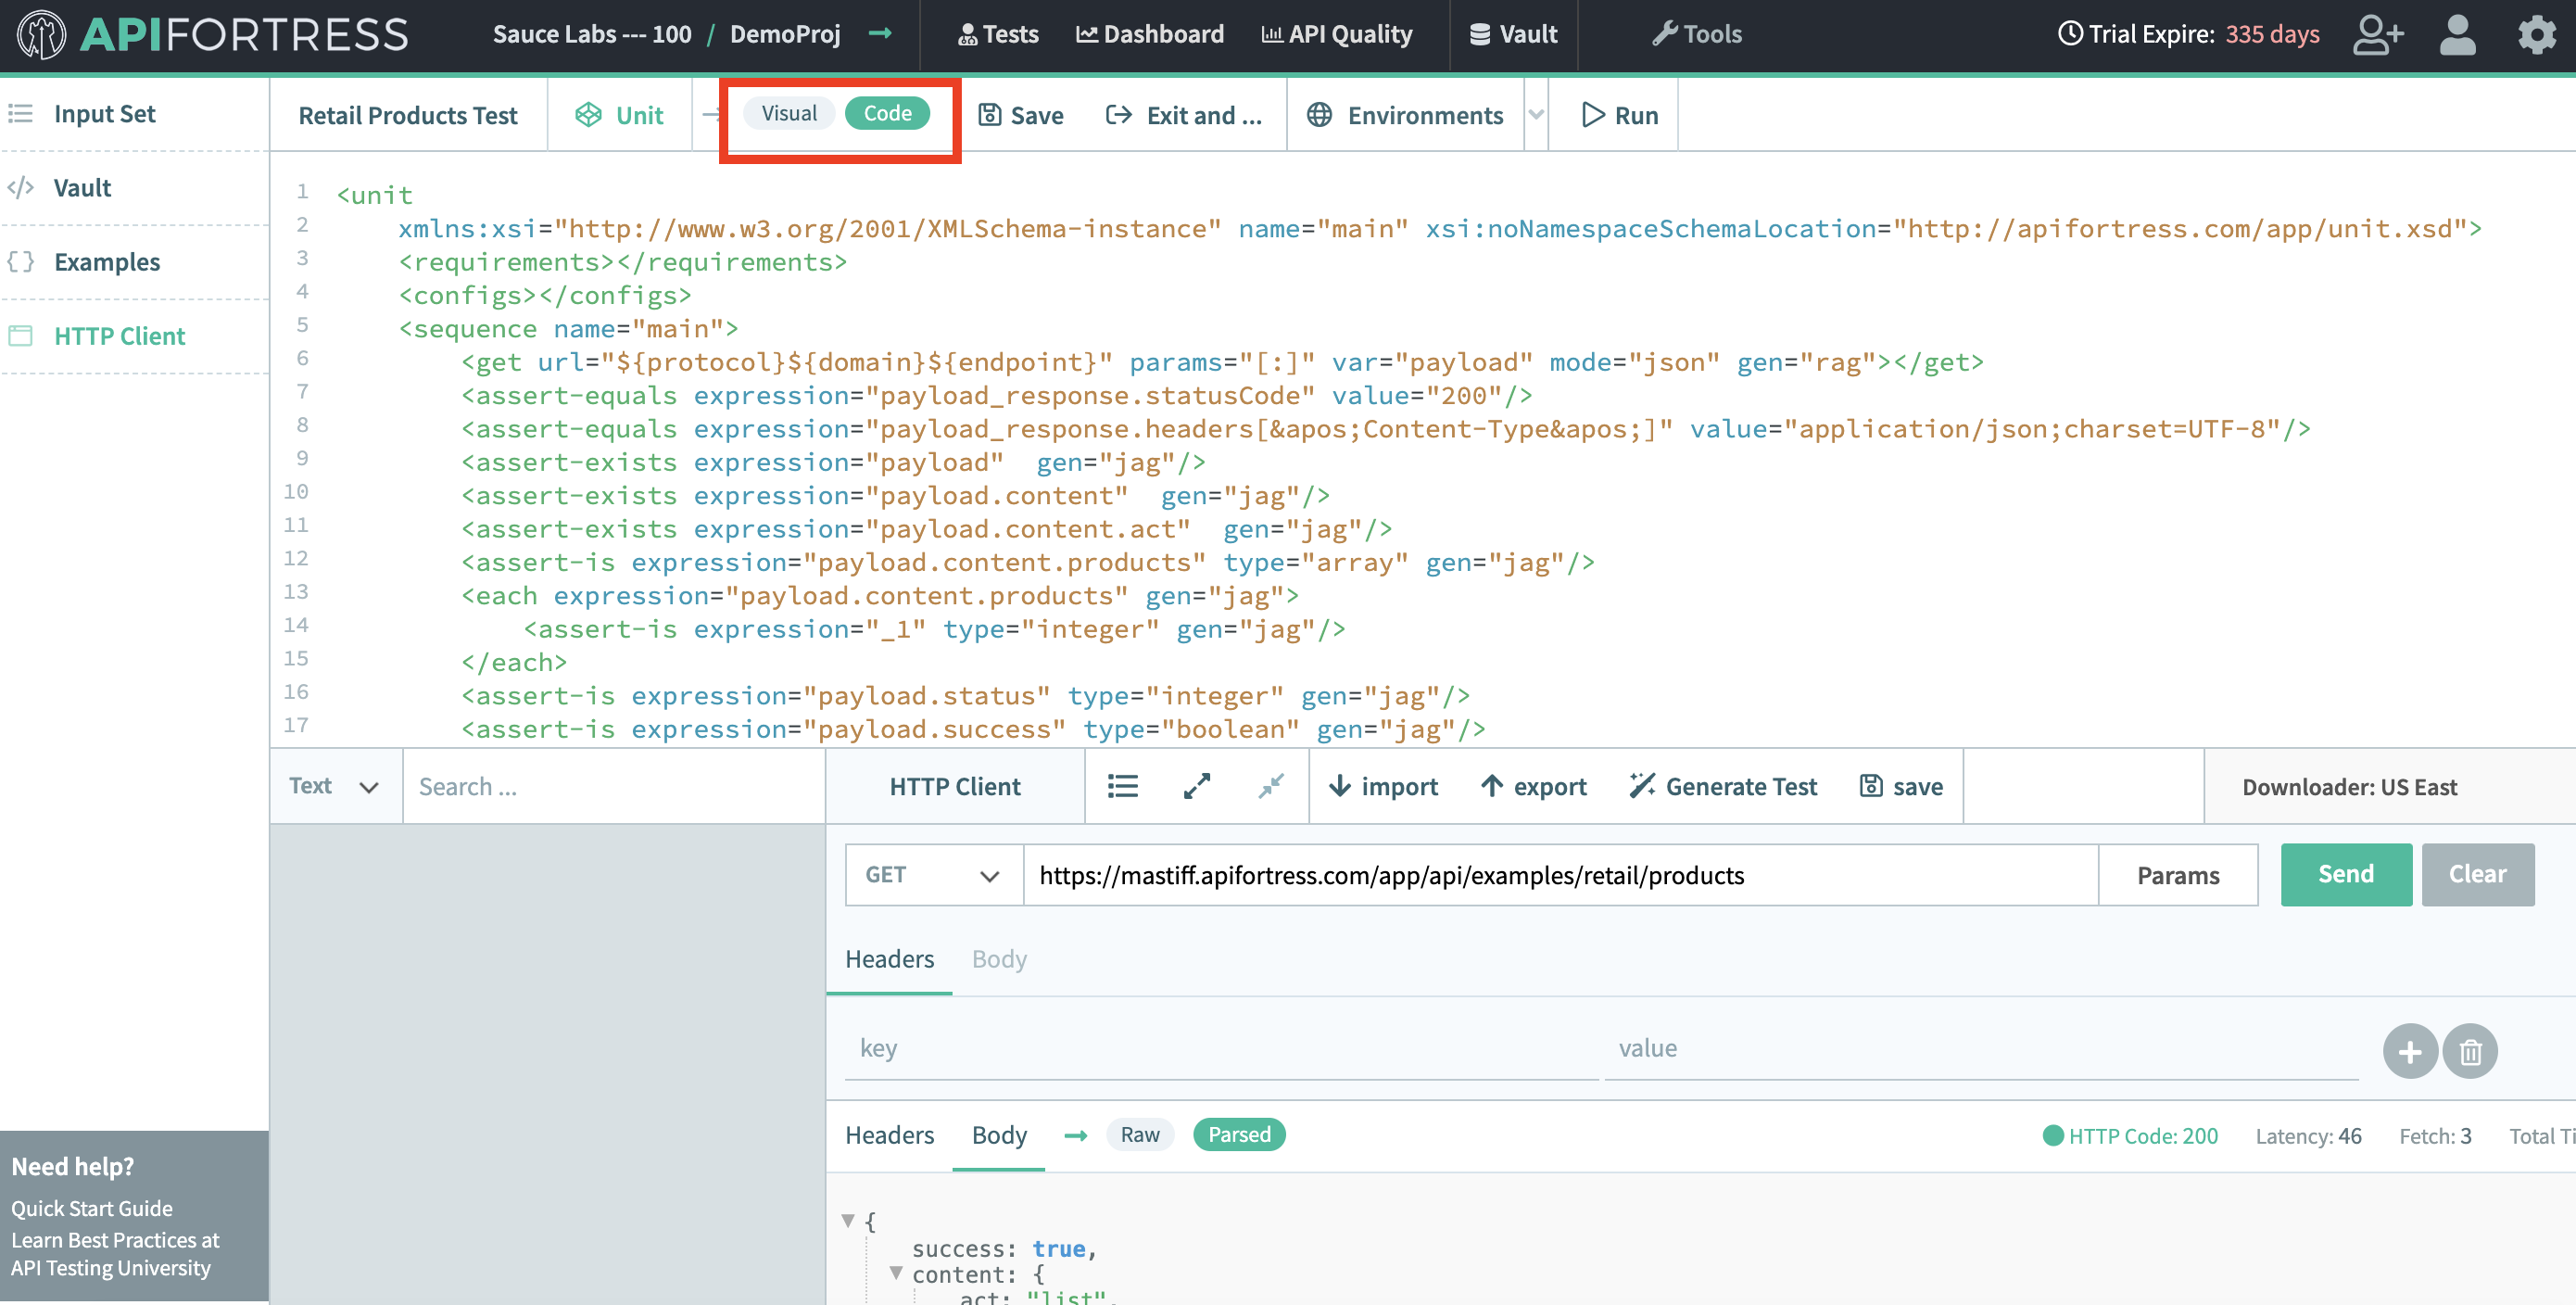 APIFORTRESS
Sauce Labs --- 100 / DemoProj
Tests
Dashboard
API Quality
Vault
Tools
Trial Expire: 335 days
Input Set
Vault
Examples
HTTP Client
Retail Products Test
Unit
Visual
Code
Save
Exit and ...
Environments
Run
1 <unit
2 xmlns:xsi="http://www.w3.org/2001/XMLSchema-instance" name="main" xsi:noNamespaceSchemaLocation="http://apifortress.com/app/unit.xsd">
3 <requirements></requirements>
4 <configs></configs>
5 <sequence name="main">
6 <get url="${protocol}${domain}${endpoint}" params="[:]" var="payload" mode="json" gen="rag"></get>
7 <assert-equals expression="payload_response.statusCode" value="200"/>
8 <assert-equals expression="payload_response.headers[&apos;Content-Type&apos;]" value="application/json;charset=UTF-8"/>
9 <assert-exists expression="payload"  gen="jag"/>
10 <assert-exists expression="payload.content"  gen="jag"/>
11 <assert-exists expression="payload.content.act"  gen="jag"/>
12 <assert-is expression="payload.content.products" type="array" gen="jag"/>
13 <each expression="payload.content.products" gen="jag">
14 <assert-is expression="_1" type="integer" gen="jag"/>
15 </each>
16 <assert-is expression="payload.status" type="integer" gen="jag"/>
17 <assert-is expression="payload.success" type="boolean" gen="jag"/>
Text
Search ...
HTTP Client
import
export
Generate Test
save
Downloader: US East
GET
https://mastiff.apifortress.com/app/api/examples/retail/products
Params
Send
Clear
Headers
Body
key
value
Headers
Body
Raw
Parsed
HTTP Code: 200
Latency: 46
Fetch: 3
Total Ti
{
success: true,
content: {
act: "list",
Need help?
Quick Start Guide
Learn Best Practices at
API Testing University